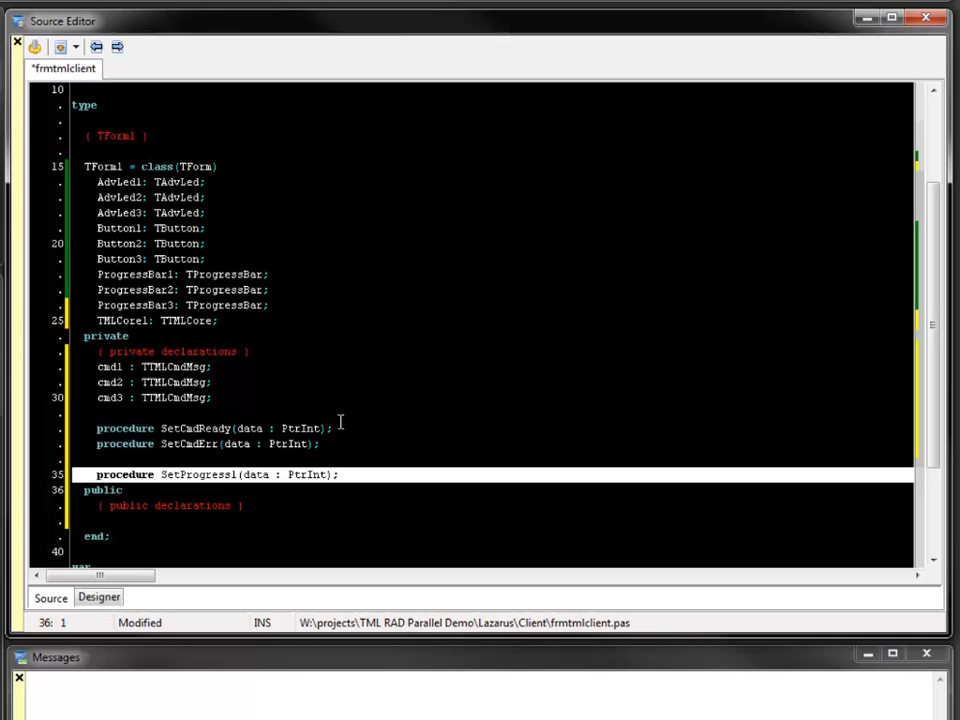 Source Editor
*frmtmlclient
10
type
{ TForm1 }
15 TForm1 = class(TForm)
AdvLed1: TAdvLed;
AdvLed2: TAdvLed;
AdvLed3: TAdvLed;
Button1: TButton;
20 Button2: TButton;
Button3: TButton;
ProgressBar1: TProgressBar;
ProgressBar2: TProgressBar;
ProgressBar3: TProgressBar;
25 TMLCore1: TTMLCore;
private
{ private declarations }
cmd1 : TTMLCmdMsg;
cmd2 : TTMLCmdMsg;
30 cmd3 : TTMLCmdMsg;
procedure SetCmdReady(data : PtrInt);
procedure SetCmdErr(data : PtrInt);
35 procedure SetProgress1(data : PtrInt);
36 public
{ public declarations }
end;
40
var
Source Designer
36: 1 Modified INS W:\projects\TML RAD Parallel Demo\Lazarus\Client\frmtmlclient.pas
Messages